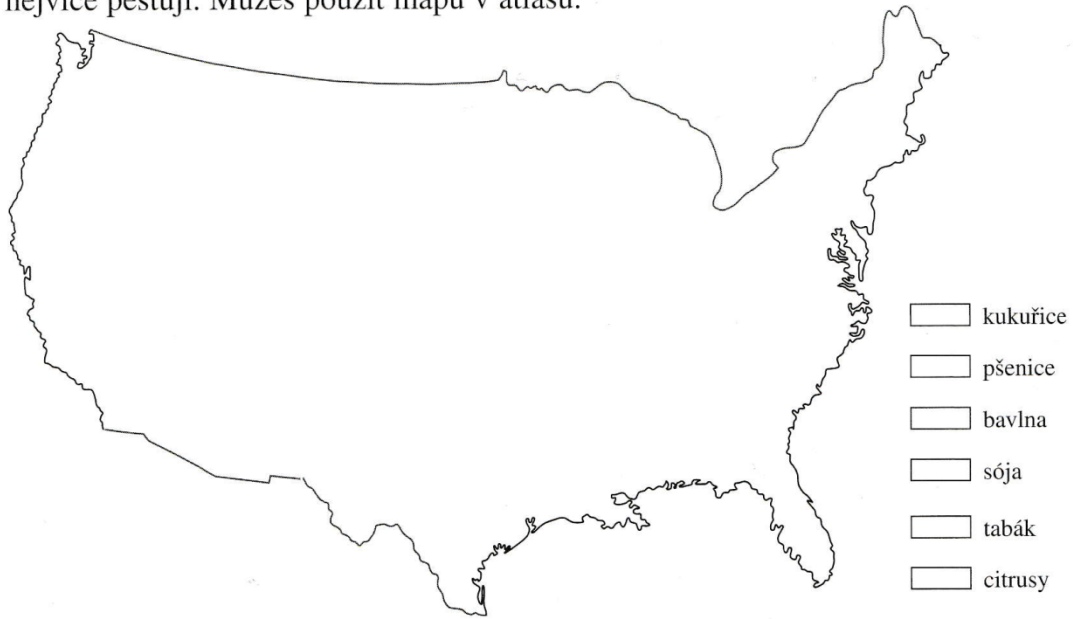 nejvíce pěstují. Můžeš použít mapu v atlasu.
kukuřice
pšenice
bavlna
sója
tabák
citrusy